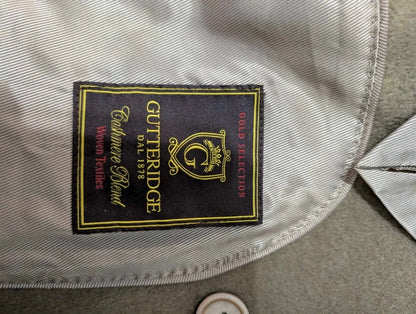 GOLD SELECTION
G
GUTTERIDGE
DAL 1878
Cashmere Blend
Woven Textiles